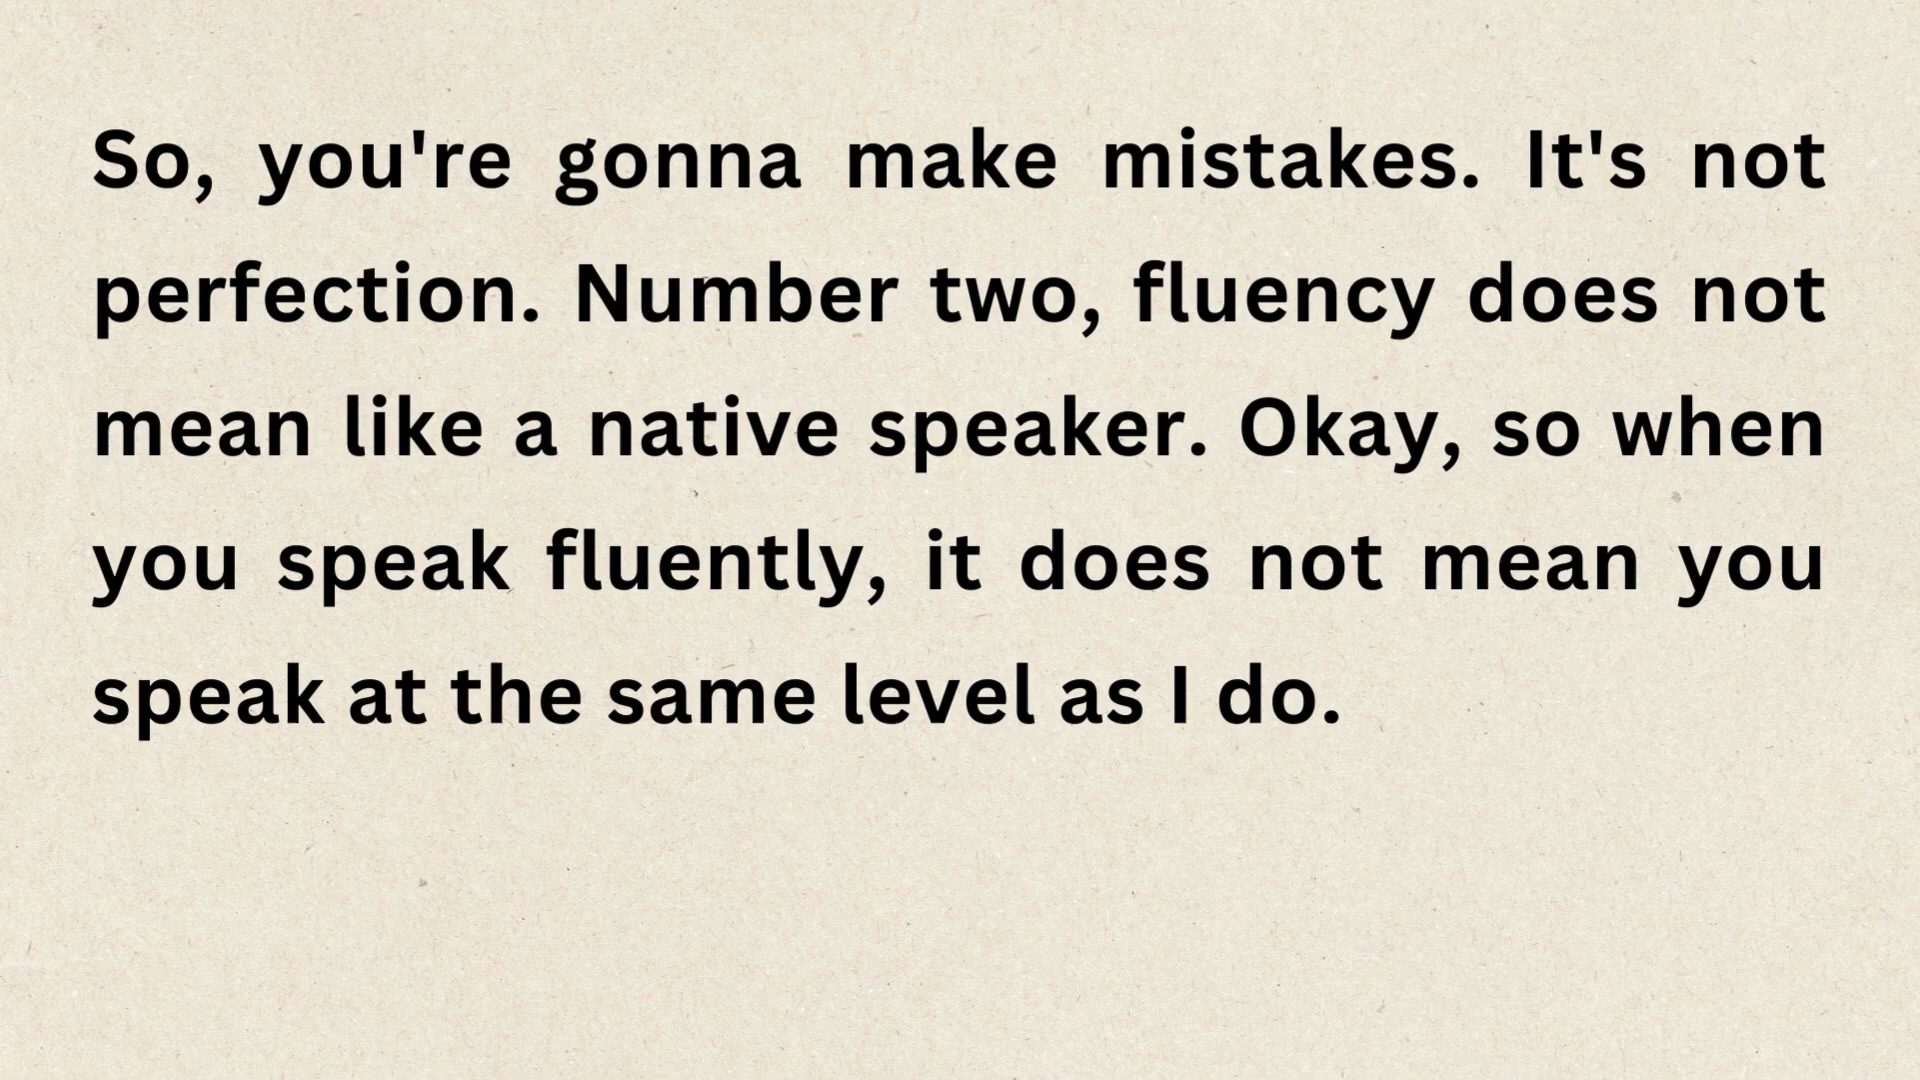 So, you're gonna make mistakes. It's not
perfection. Number two, fluency does not
mean like a native speaker. Okay, so when
you speak fluently, it does not mean you
speak at the same level as I do.